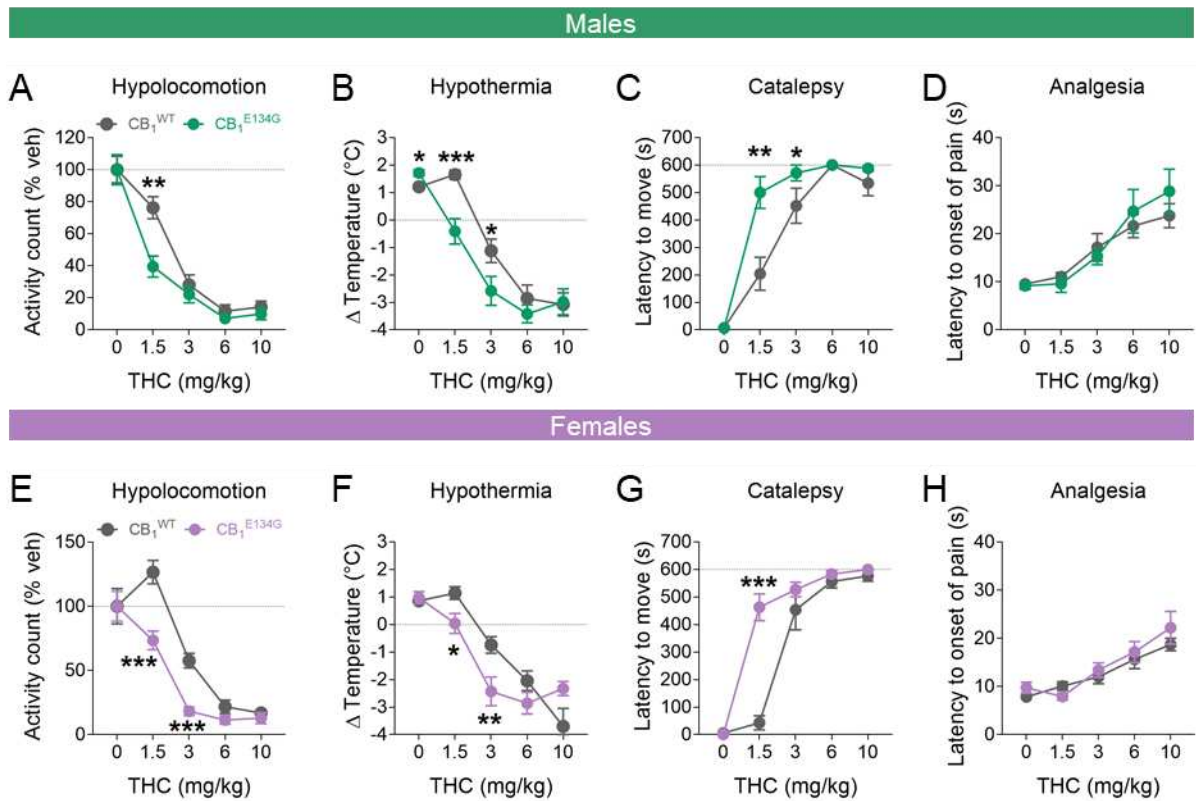 Males
A Hypolocomotion
CB₁ᵂᵀ CB₁ᴱ¹³⁴ᴳ
Activity count (% veh)
120
100
80
60
40
20
0
**
0 1.5 3 6 10
THC (mg/kg)
B Hypothermia
Δ Temperature (°C)
3
2
1
0
-1
-2
-3
-4
* ***
*
0 1.5 3 6 10
THC (mg/kg)
C Catalepsy
Latency to move (s)
700
600
500
400
300
200
100
0
** *
0 1.5 3 6 10
THC (mg/kg)
D Analgesia
Latency to onset of pain (s)
40
30
20
10
0
0 1.5 3 6 10
THC (mg/kg)
Females
E Hypolocomotion
CB₁ᵂᵀ CB₁ᴱ¹³⁴ᴳ
Activity count (% veh)
150
100
50
0
***
***
0 1.5 3 6 10
THC (mg/kg)
F Hypothermia
Δ Temperature (°C)
3
2
1
0
-1
-2
-3
-4
*
**
0 1.5 3 6 10
THC (mg/kg)
G Catalepsy
Latency to move (s)
700
600
500
400
300
200
100
0
***
0 1.5 3 6 10
THC (mg/kg)
H Analgesia
Latency to onset of pain (s)
40
30
20
10
0
0 1.5 3 6 10
THC (mg/kg)